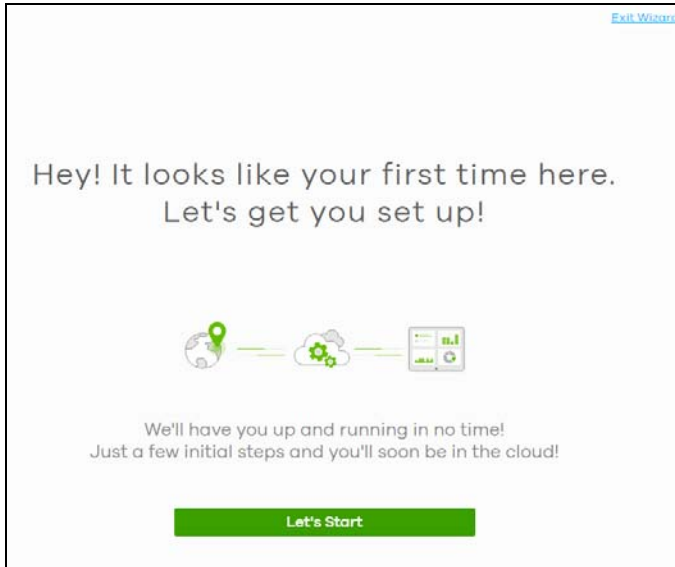 Exit Wizard
Hey! It looks like your first time here.
Let's get you set up!
We'll have you up and running in no time!
Just a few initial steps and you'll soon be in the cloud!
Let's Start